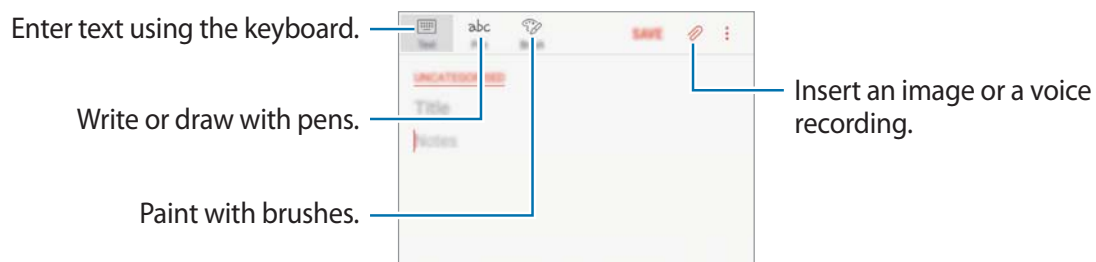 Enter text using the keyboard.
abc
SAVE
Text
UNCATEGORISED
Insert an image or a voice
recording.
Title
Write or draw with pens.
Notes
Paint with brushes.